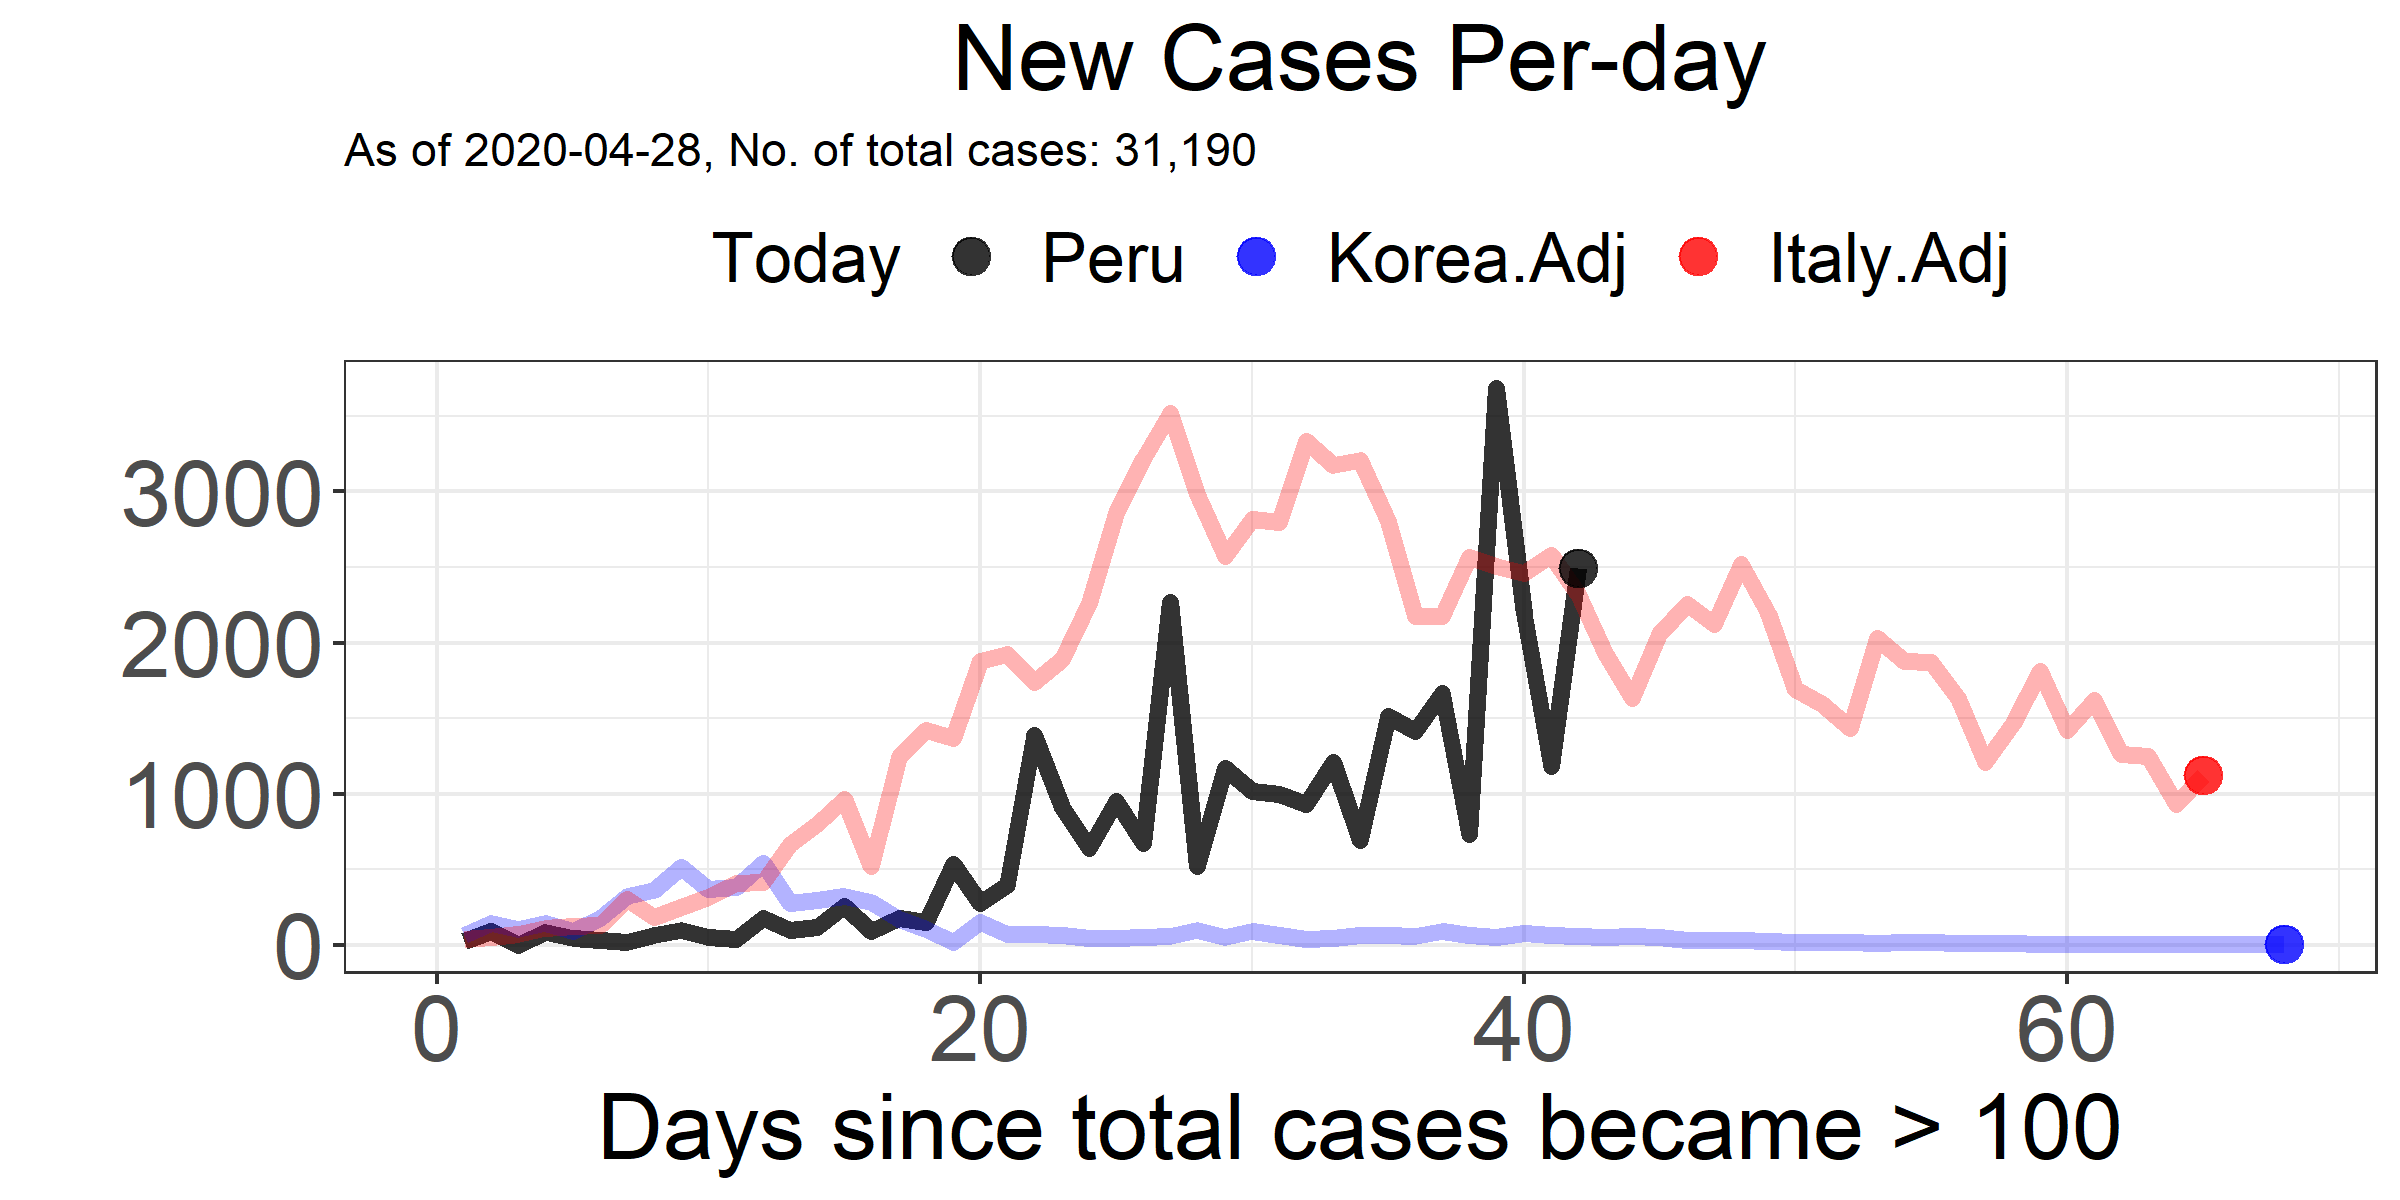 New Cases Per-day
As of 2020-04-28, No. of total cases: 31,190
Today Peru Korea.Adj Italy.Adj
3000
2000
1000
0
0 20 40 60
Days since total cases became > 100